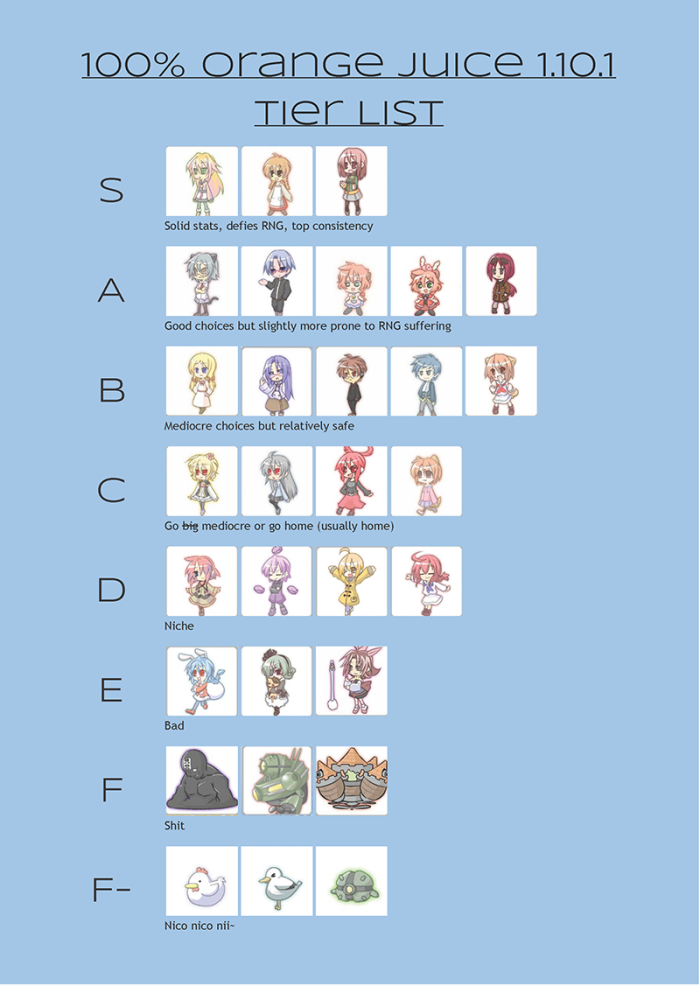 100% Orange Juice 1.10.1
Tier List
S
Solid stats, defies RNG, top consistency
A
Good choices but slightly more prone to RNG suffering
B
Mediocre choices but relatively safe
C
Go big mediocre or go home (usually home)
D
Niche
E
Bad
F
Shit
F-
Nico nico nii~